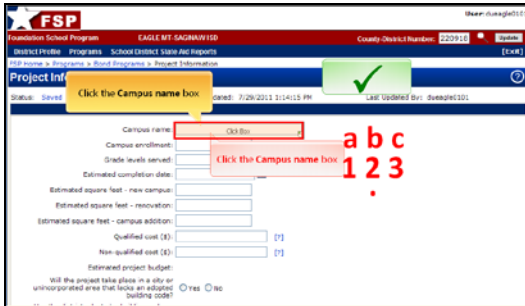 FSP
User: dueagle0101
Foundation School Program
EAGLE MT-SAGINAW ISD
County-District Number: 220918
Update
District Profile Programs School District State Aid Reports
[Exit]
FSP Home » Programs » Bond Programs » Project Information
Project Inf
Click the Campus name box
Status: Saved
dated: 7/29/2011 1:14:15 PM
Last Updated By: dueagle0101
Campus name:
Click Box
Campus enrollment:
Grade levels served:
Click the Campus name box
a b c
1 2 3
.
Estimated completion date:
Estimated square feet - new campus:
Estimated square feet - renovation:
Estimated square feet - campus addition:
Qualified cost ($):
[?]
Non-qualified cost ($):
[?]
Estimated project budget:
Will the project take place in a city or
unincorporated area that lacks an adopted
building code?
Yes No